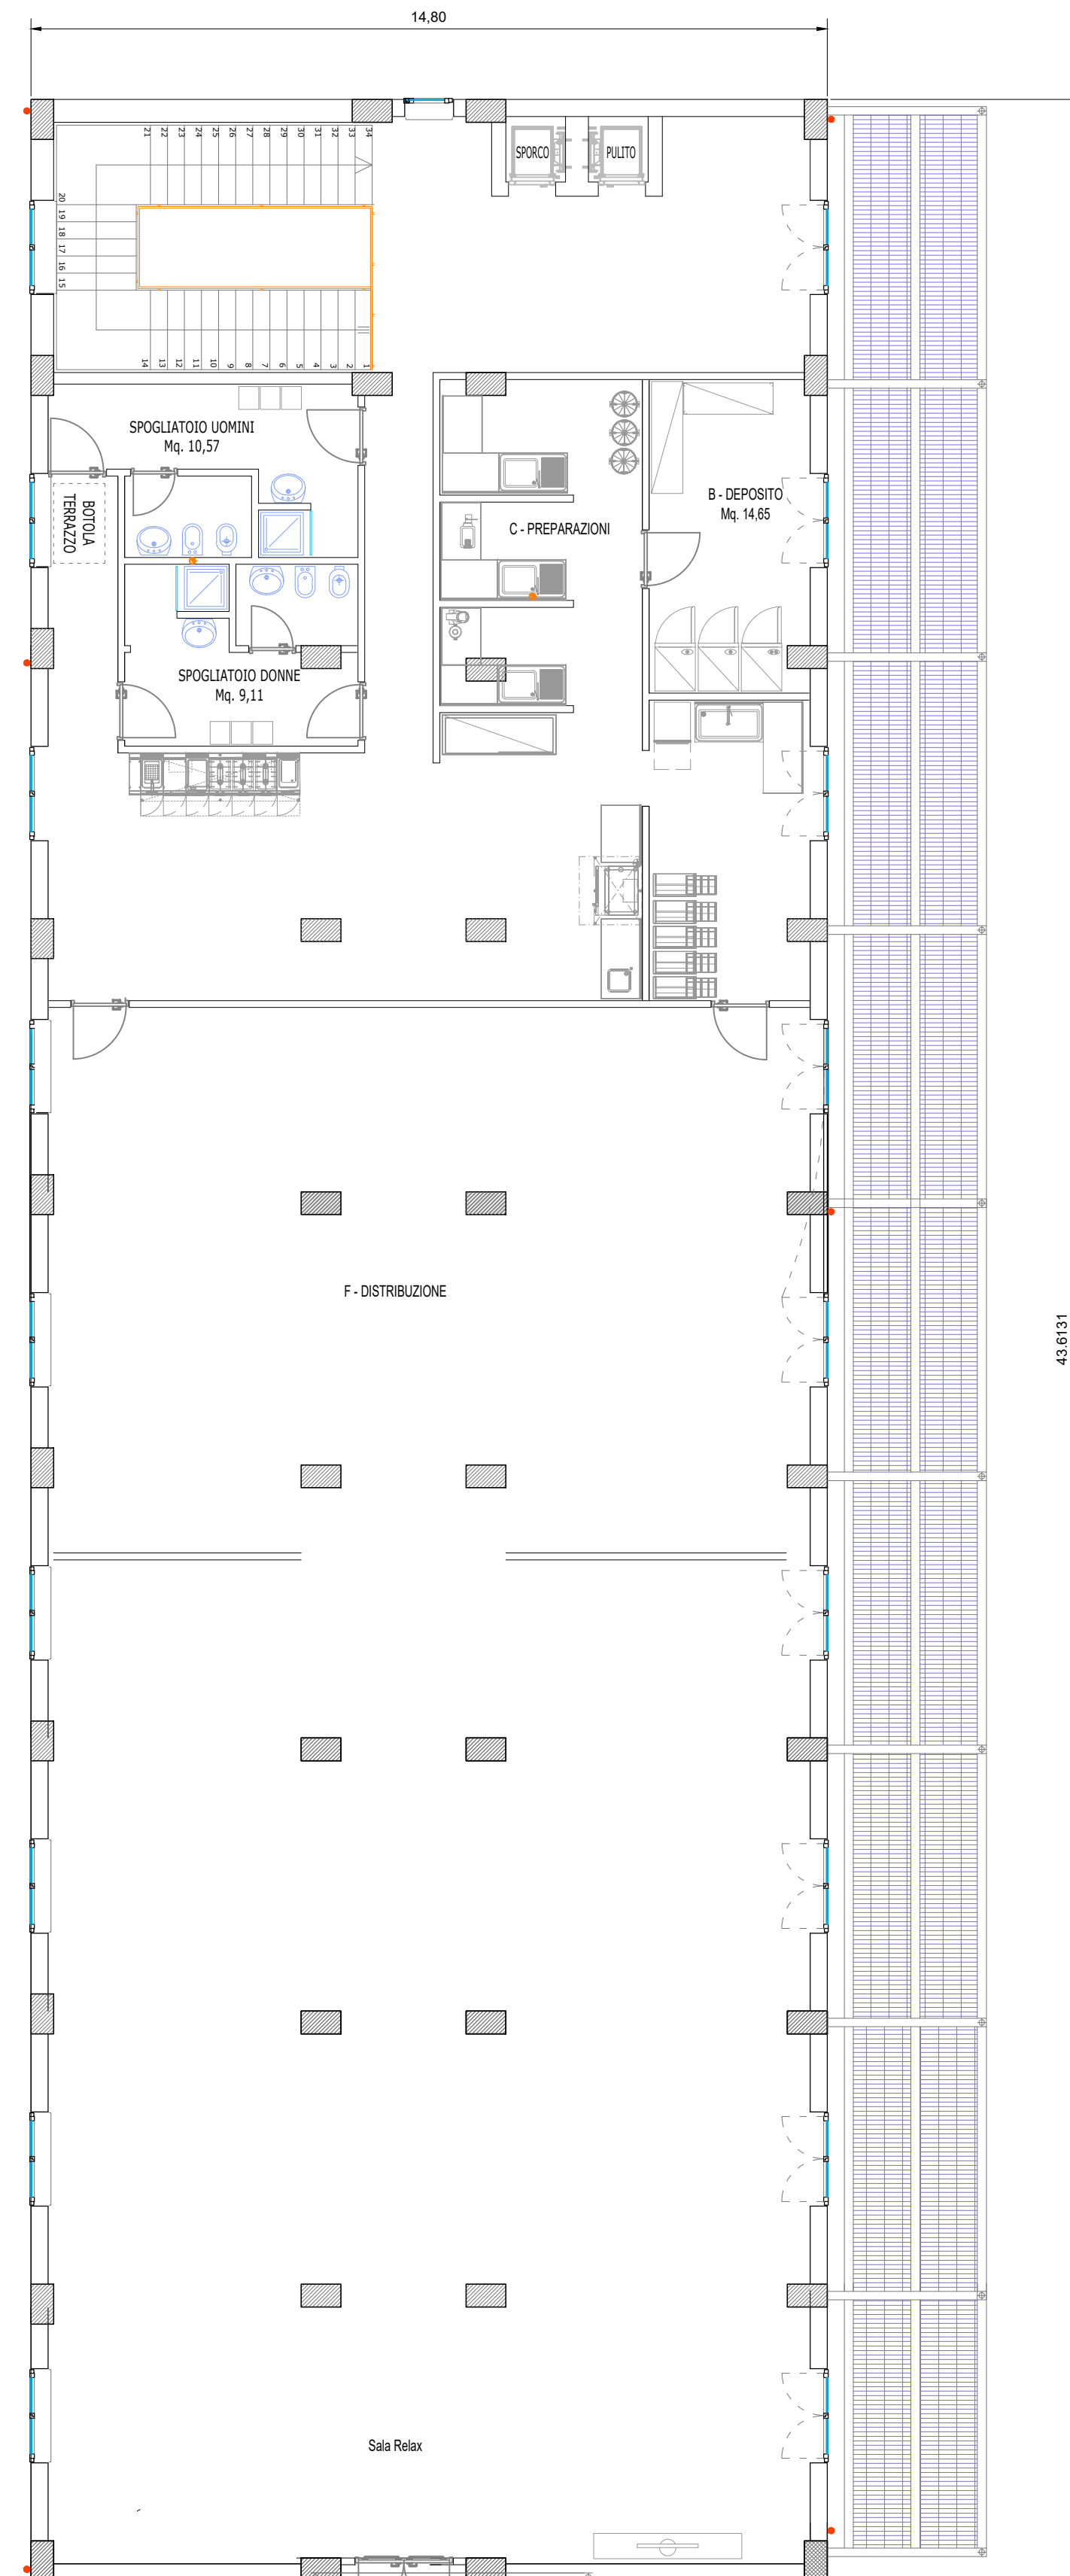 14,80
SPORCO
PULITO
21 22 23 24 25 26 27 28 29 30 31 32 33 34
20
19
18
17
16
15
14 13 12 11 10 9 8 7 6 5 4 3 2 1
SPOGLIATOIO UOMINI
Mq. 10,57
BOTOLA
TERRAZZO
B - DEPOSITO
Mq. 14,65
C - PREPARAZIONI
SPOGLIATOIO DONNE
Mq. 9,11
F - DISTRIBUZIONE
43.6131
Sala Relax